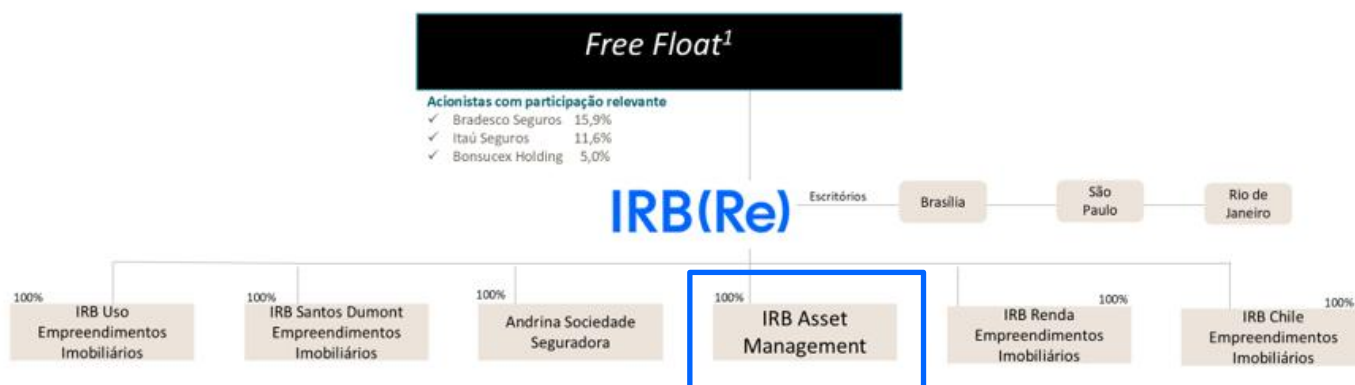 Free Float¹
Acionistas com participação relevante
✓ Bradesco Seguros 15,9%
✓ Itaú Seguros 11,6%
✓ Bonsucex Holding 5,0%
IRB(Re)
Escritórios
Brasília
São
Paulo
Rio de
Janeiro
100%
IRB Uso
Empreendimentos
Imobiliários
100%
IRB Santos Dumont
Empreendimentos
Imobiliários
100%
Andrina Sociedade
Seguradora
100%
IRB Asset
Management
100%
IRB Renda
Empreendimentos
Imobiliários
100%
IRB Chile
Empreendimentos
Imobiliários